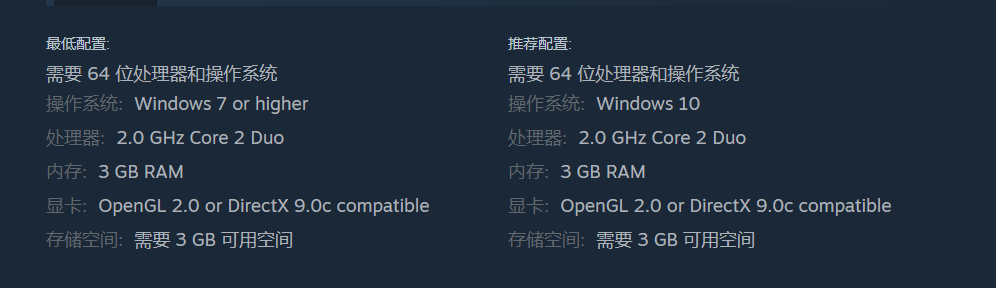 最低配置:
需要 64 位处理器和操作系统
操作系统: Windows 7 or higher
处理器: 2.0 GHz Core 2 Duo
内存: 3 GB RAM
显卡: OpenGL 2.0 or DirectX 9.0c compatible
存储空间: 需要 3 GB 可用空间
推荐配置:
需要 64 位处理器和操作系统
操作系统: Windows 10
处理器: 2.0 GHz Core 2 Duo
内存: 3 GB RAM
显卡: OpenGL 2.0 or DirectX 9.0c compatible
存储空间: 需要 3 GB 可用空间